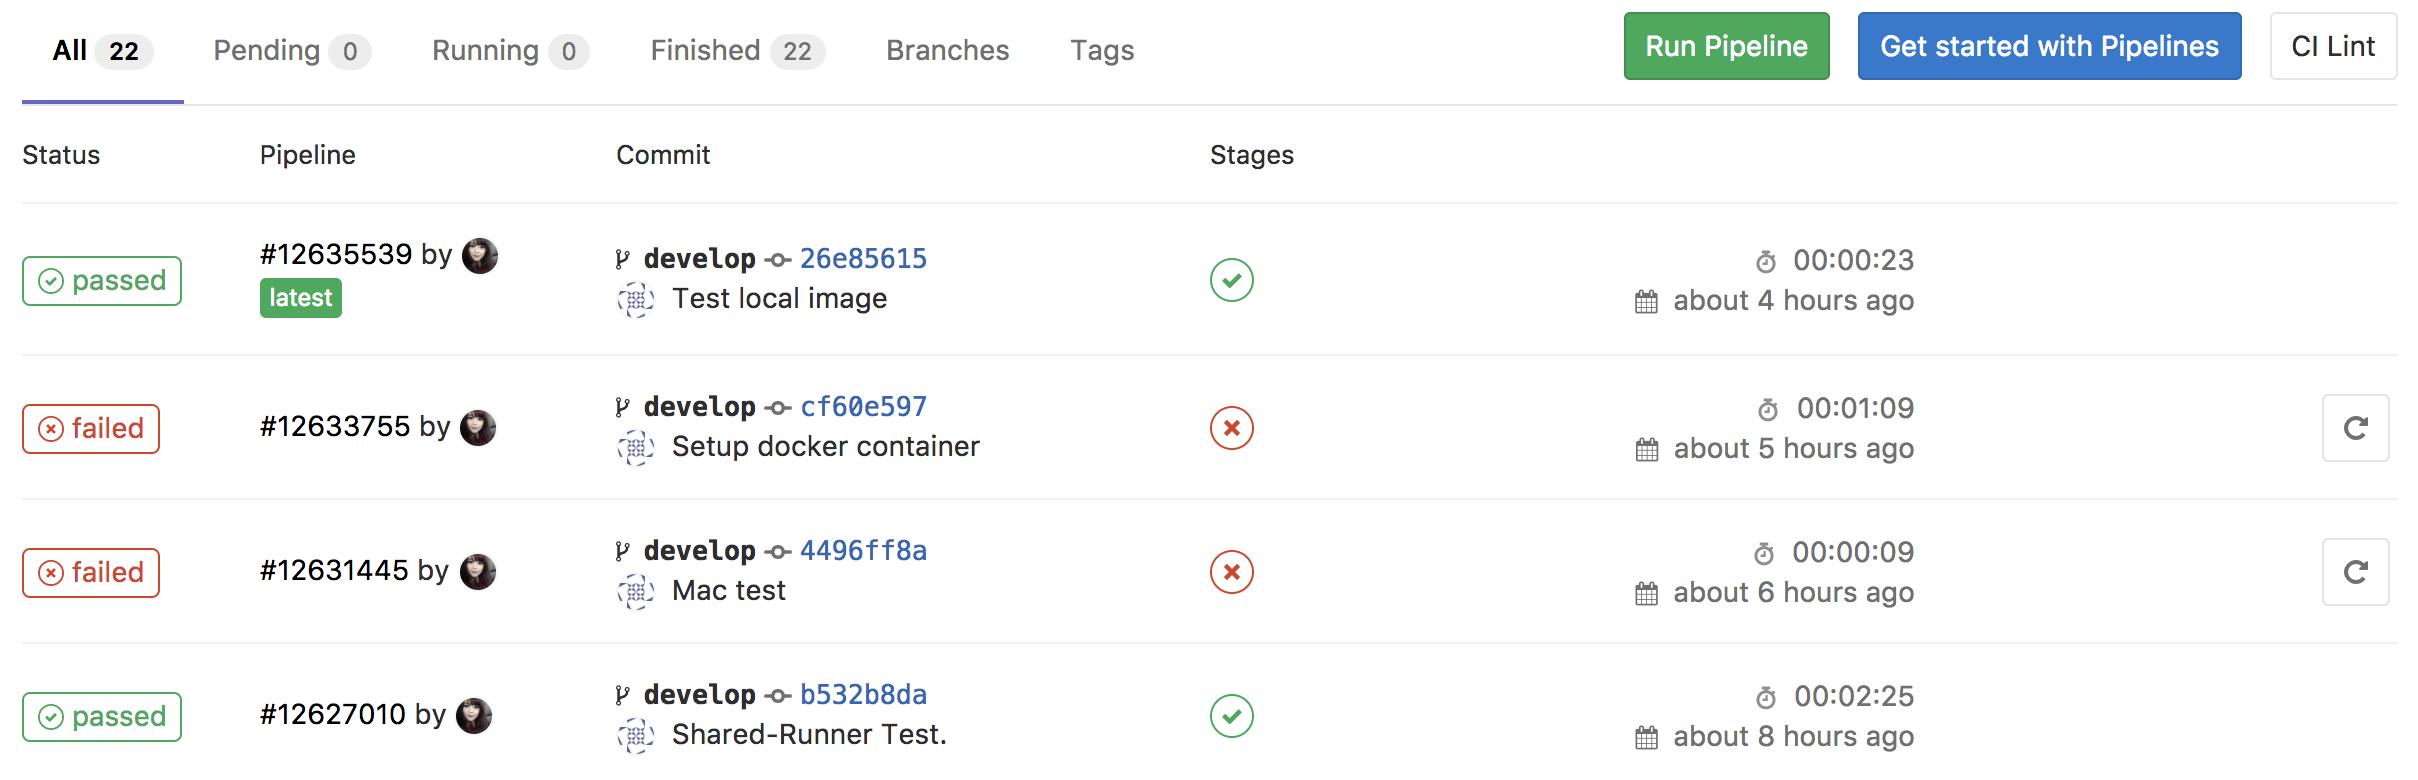 All 22 Pending 0 Running 0 Finished 22 Branches Tags Run Pipeline Get started with Pipelines CI Lint
Status Pipeline Commit Stages
passed #12635539 by latest develop 26e85615 Test local image 00:00:23 about 4 hours ago
failed #12633755 by develop cf60e597 Setup docker container 00:01:09 about 5 hours ago
failed #12631445 by develop 4496ff8a Mac test 00:00:09 about 6 hours ago
passed #12627010 by develop b532b8da Shared-Runner Test. 00:02:25 about 8 hours ago